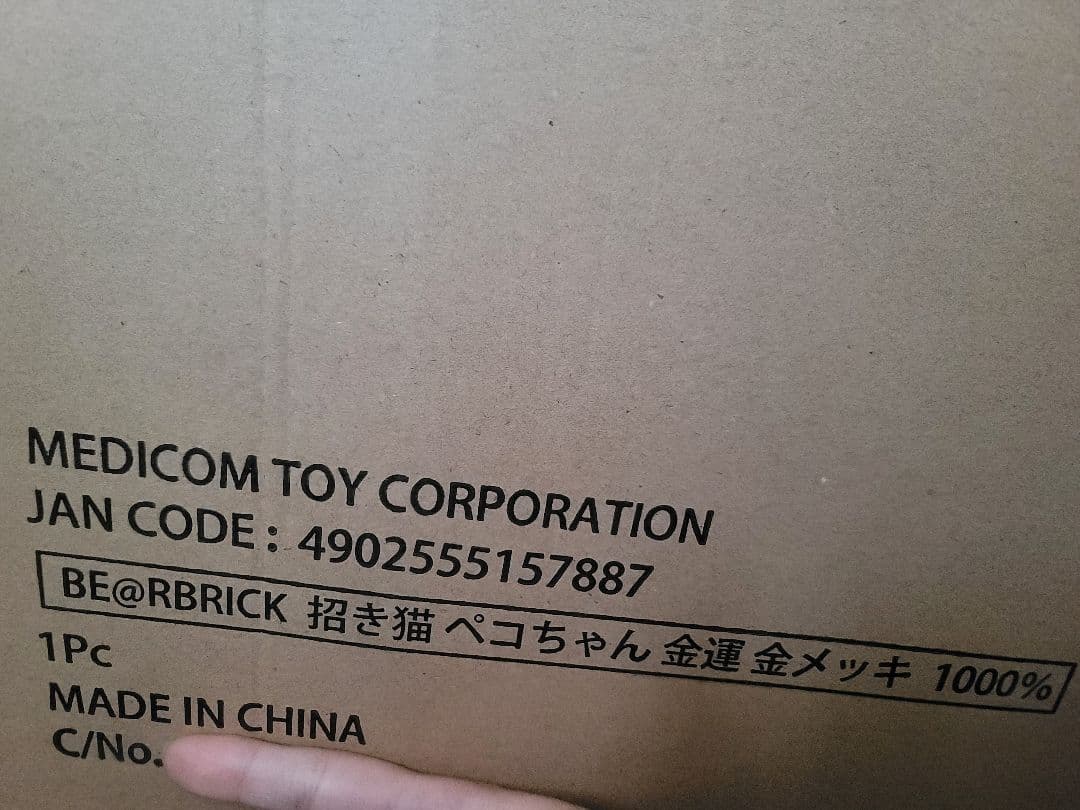 MEDICOM TOY CORPORATION
JAN CODE : 4902555157887
BE@RBRICK 招き猫 ペコちゃん 金運 金メッキ 1000%
1Pc
MADE IN CHINA
C/No.